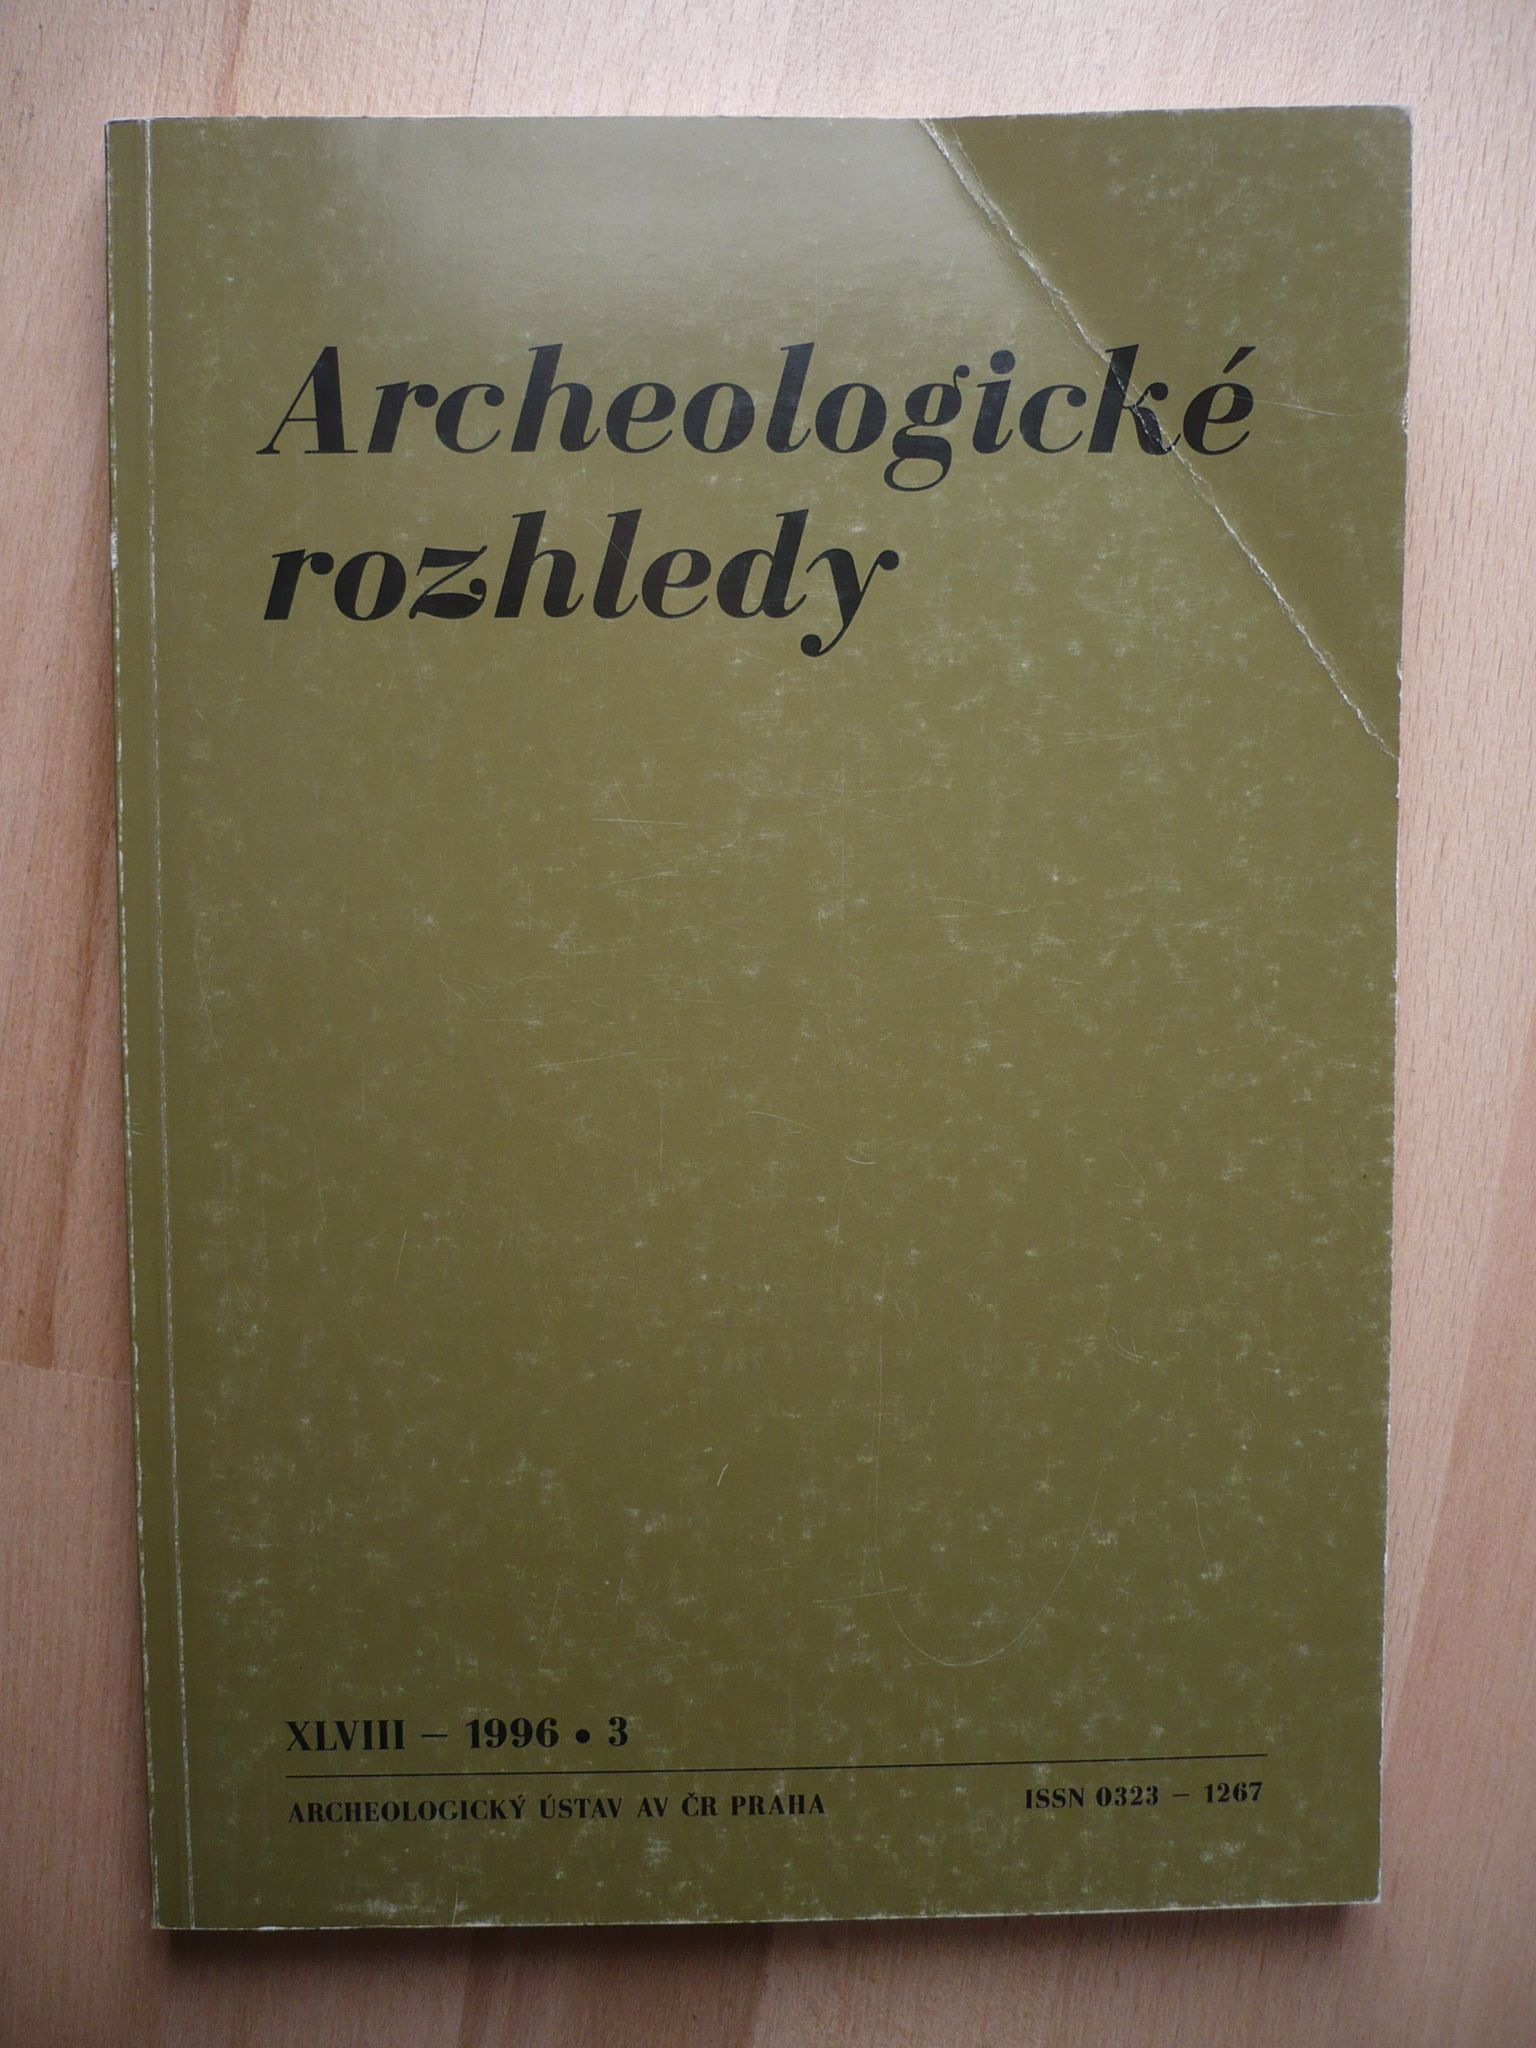 Archeologické
rozhledy
XLVIII – 1996 • 3
ARCHEOLOGICKÝ ÚSTAV AV ČR PRAHA
ISSN 0323 – 1267